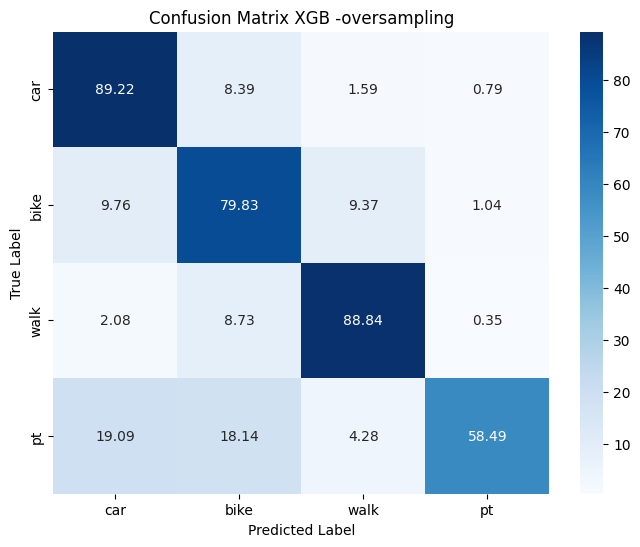 Confusion Matrix XGB -oversampling
True Label
car 89.22 8.39 1.59 0.79
bike 9.76 79.83 9.37 1.04
walk 2.08 8.73 88.84 0.35
pt 19.09 18.14 4.28 58.49
car bike walk pt
Predicted Label
80
70
60
50
40
30
20
10